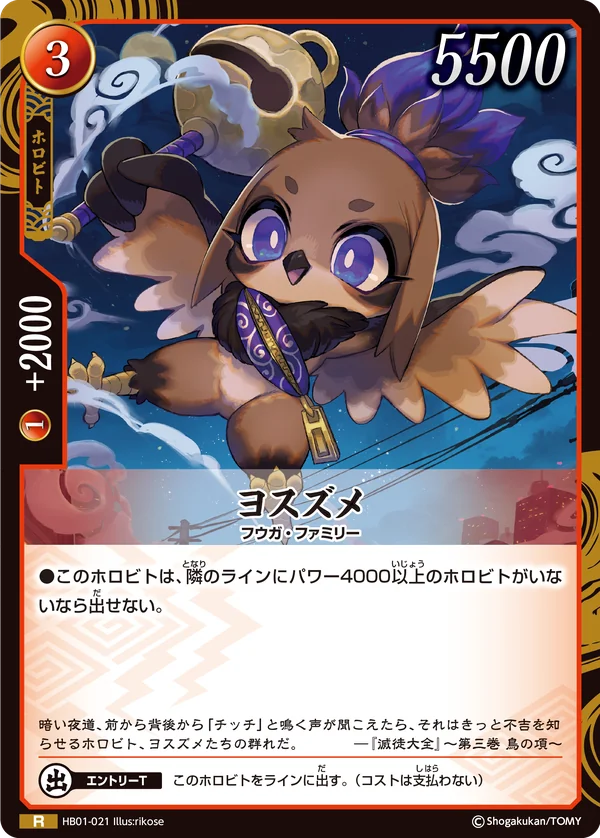 3
5500
ホロビト
+2000
1
ヨスズメ
フウガ・ファミリー
●このホロビトは、隣のラインにパワー4000以上のホロビトがいな
いなら出せない。
暗い夜道、前から背後から「チッチ」と鳴く声が聞こえたら、それはきっと不吉を知
らせるホロビト、ヨスズメたちの群れだ。 ―『滅徒大全』〜第三巻 鳥の項〜
出 エントリーT このホロビトをラインに出す。（コストは支払わない）
R HB01-021 Illus:rikose ©Shogakukan/TOMY